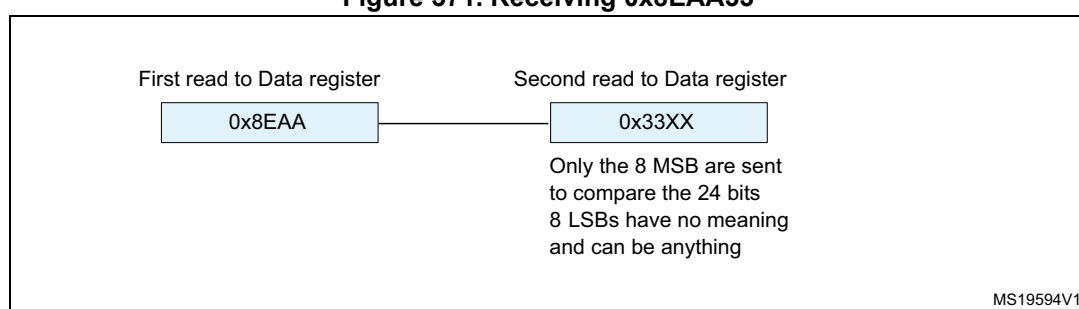 First read to Data register
Second read to Data register
0x8EAA
0x33XX
Only the 8 MSB are sent
to compare the 24 bits
8 LSBs have no meaning
and can be anything
MS19594V1